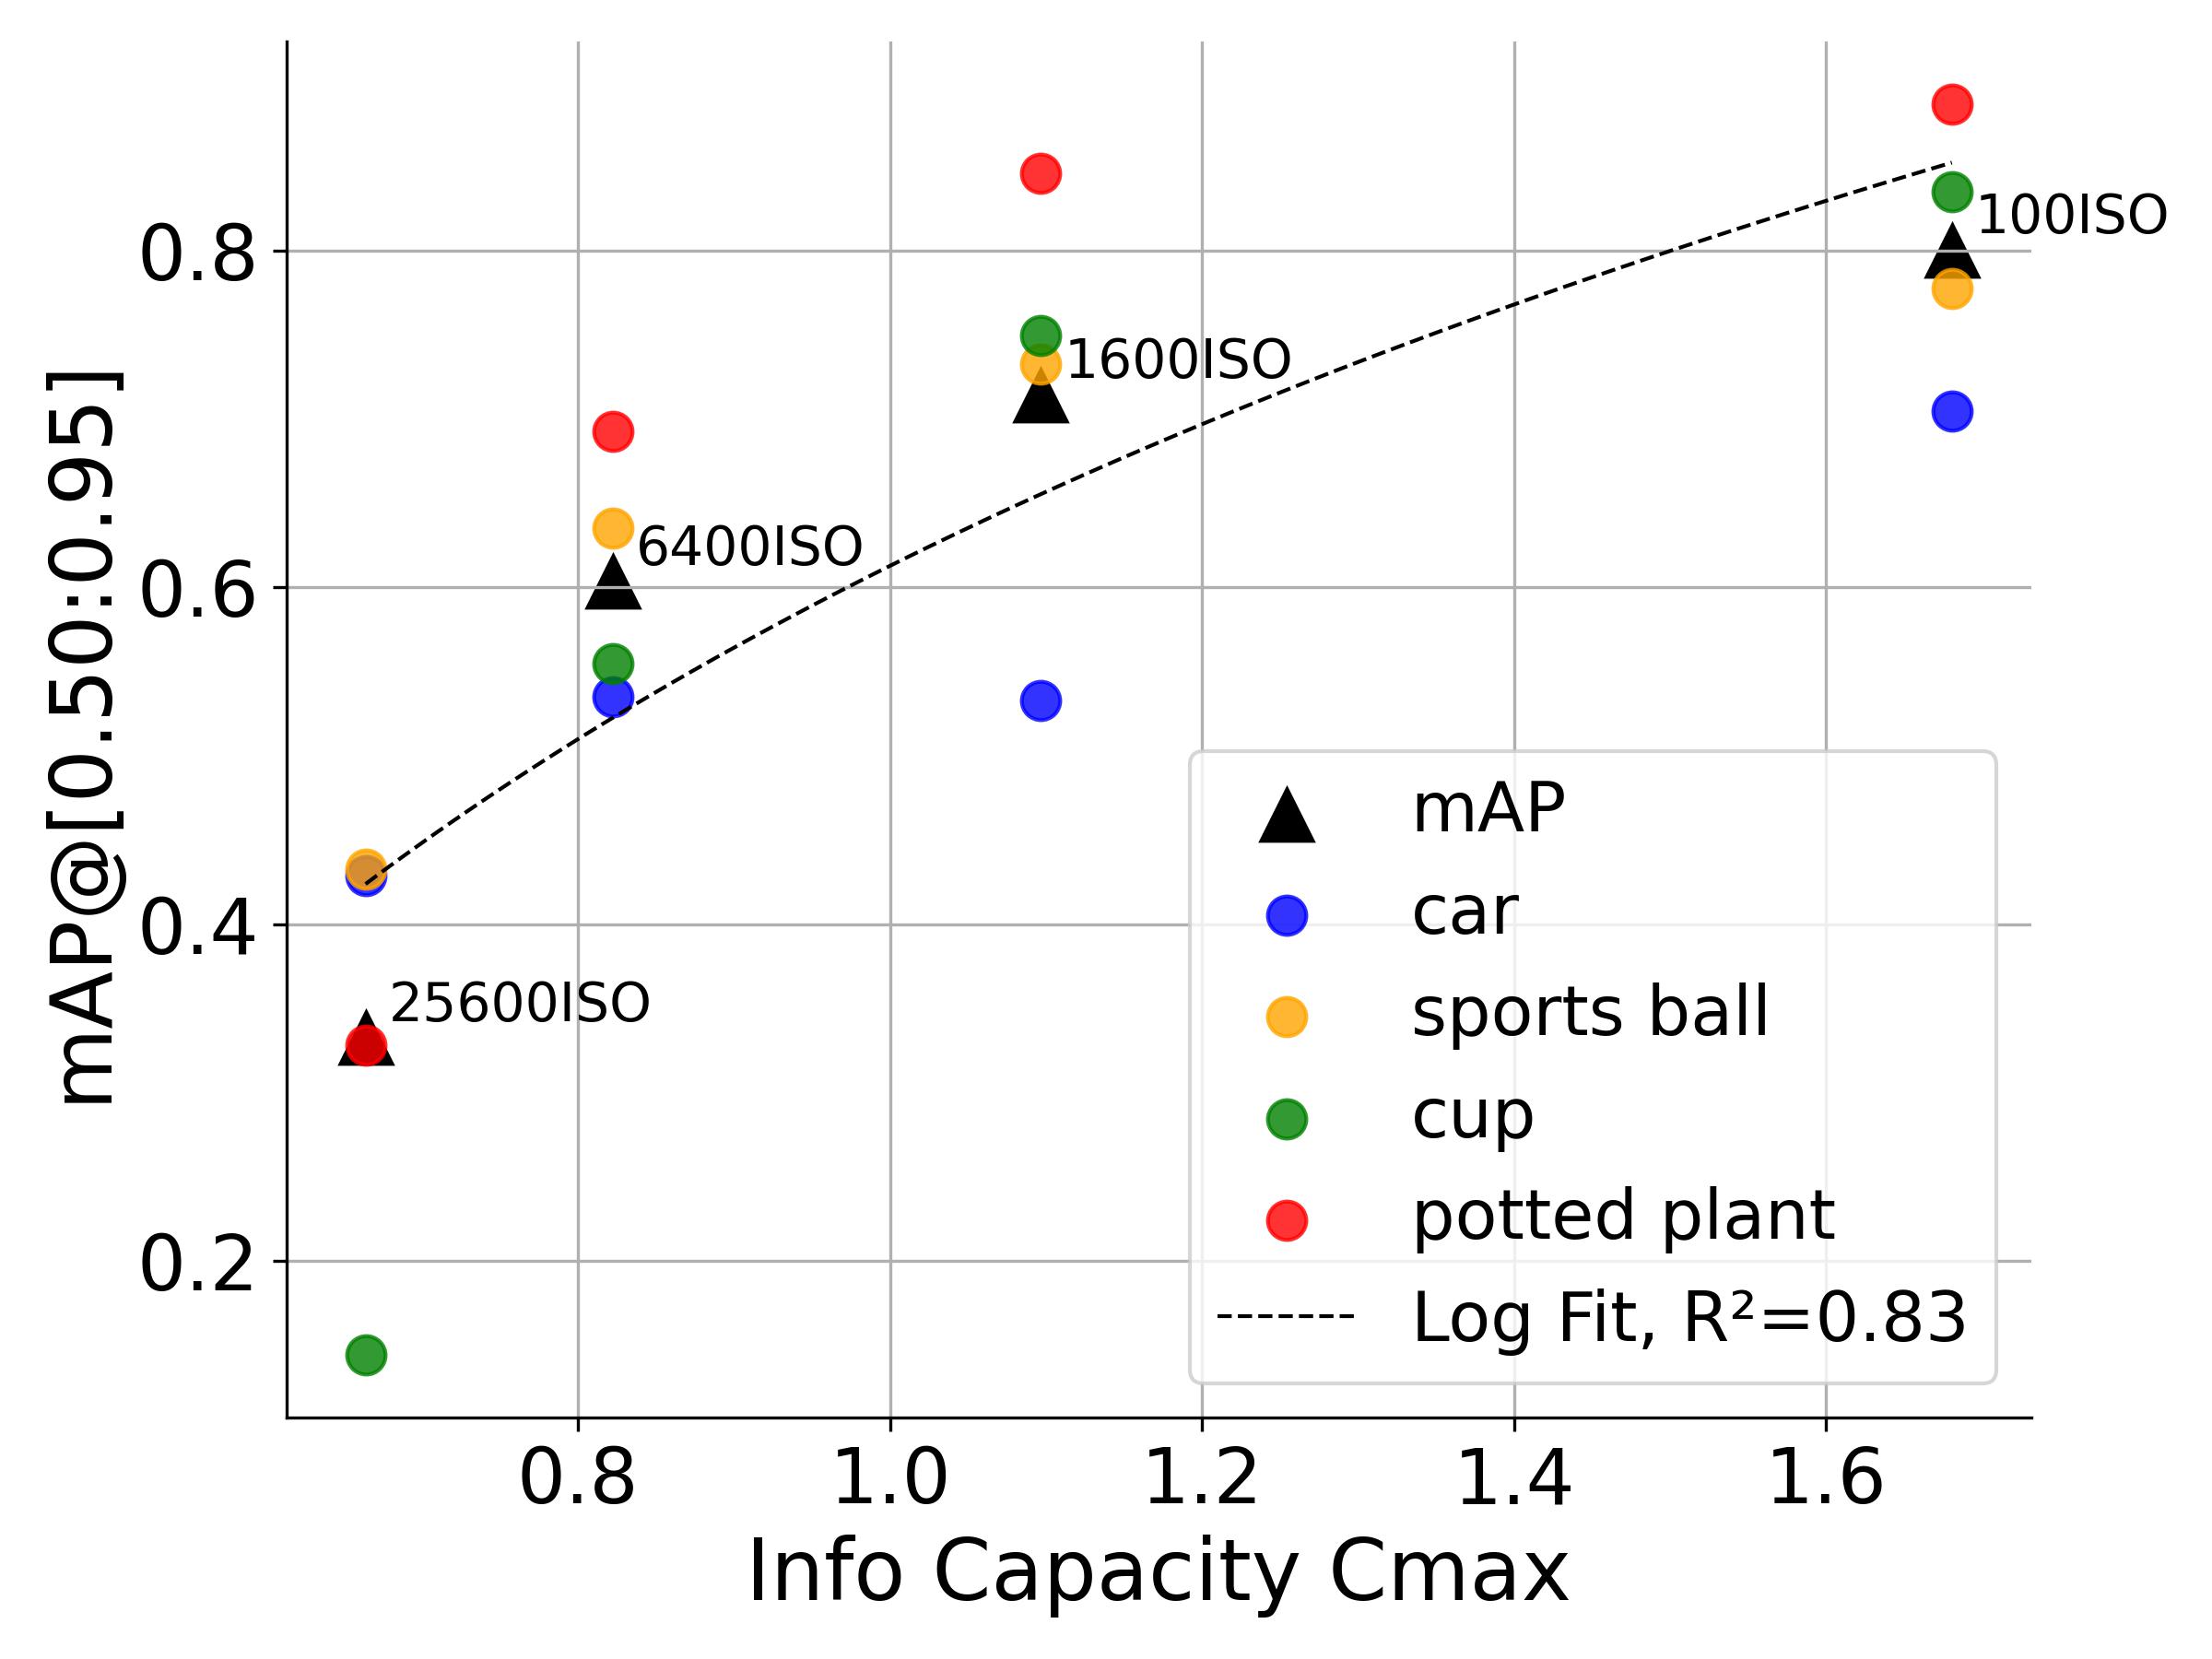 mAP@[0.50:0.95]
0.8
0.6
0.4
0.2
100ISO
1600ISO
6400ISO
25600ISO
mAP
car
sports ball
cup
potted plant
Log Fit, R²=0.83
0.8 1.0 1.2 1.4 1.6
Info Capacity Cmax